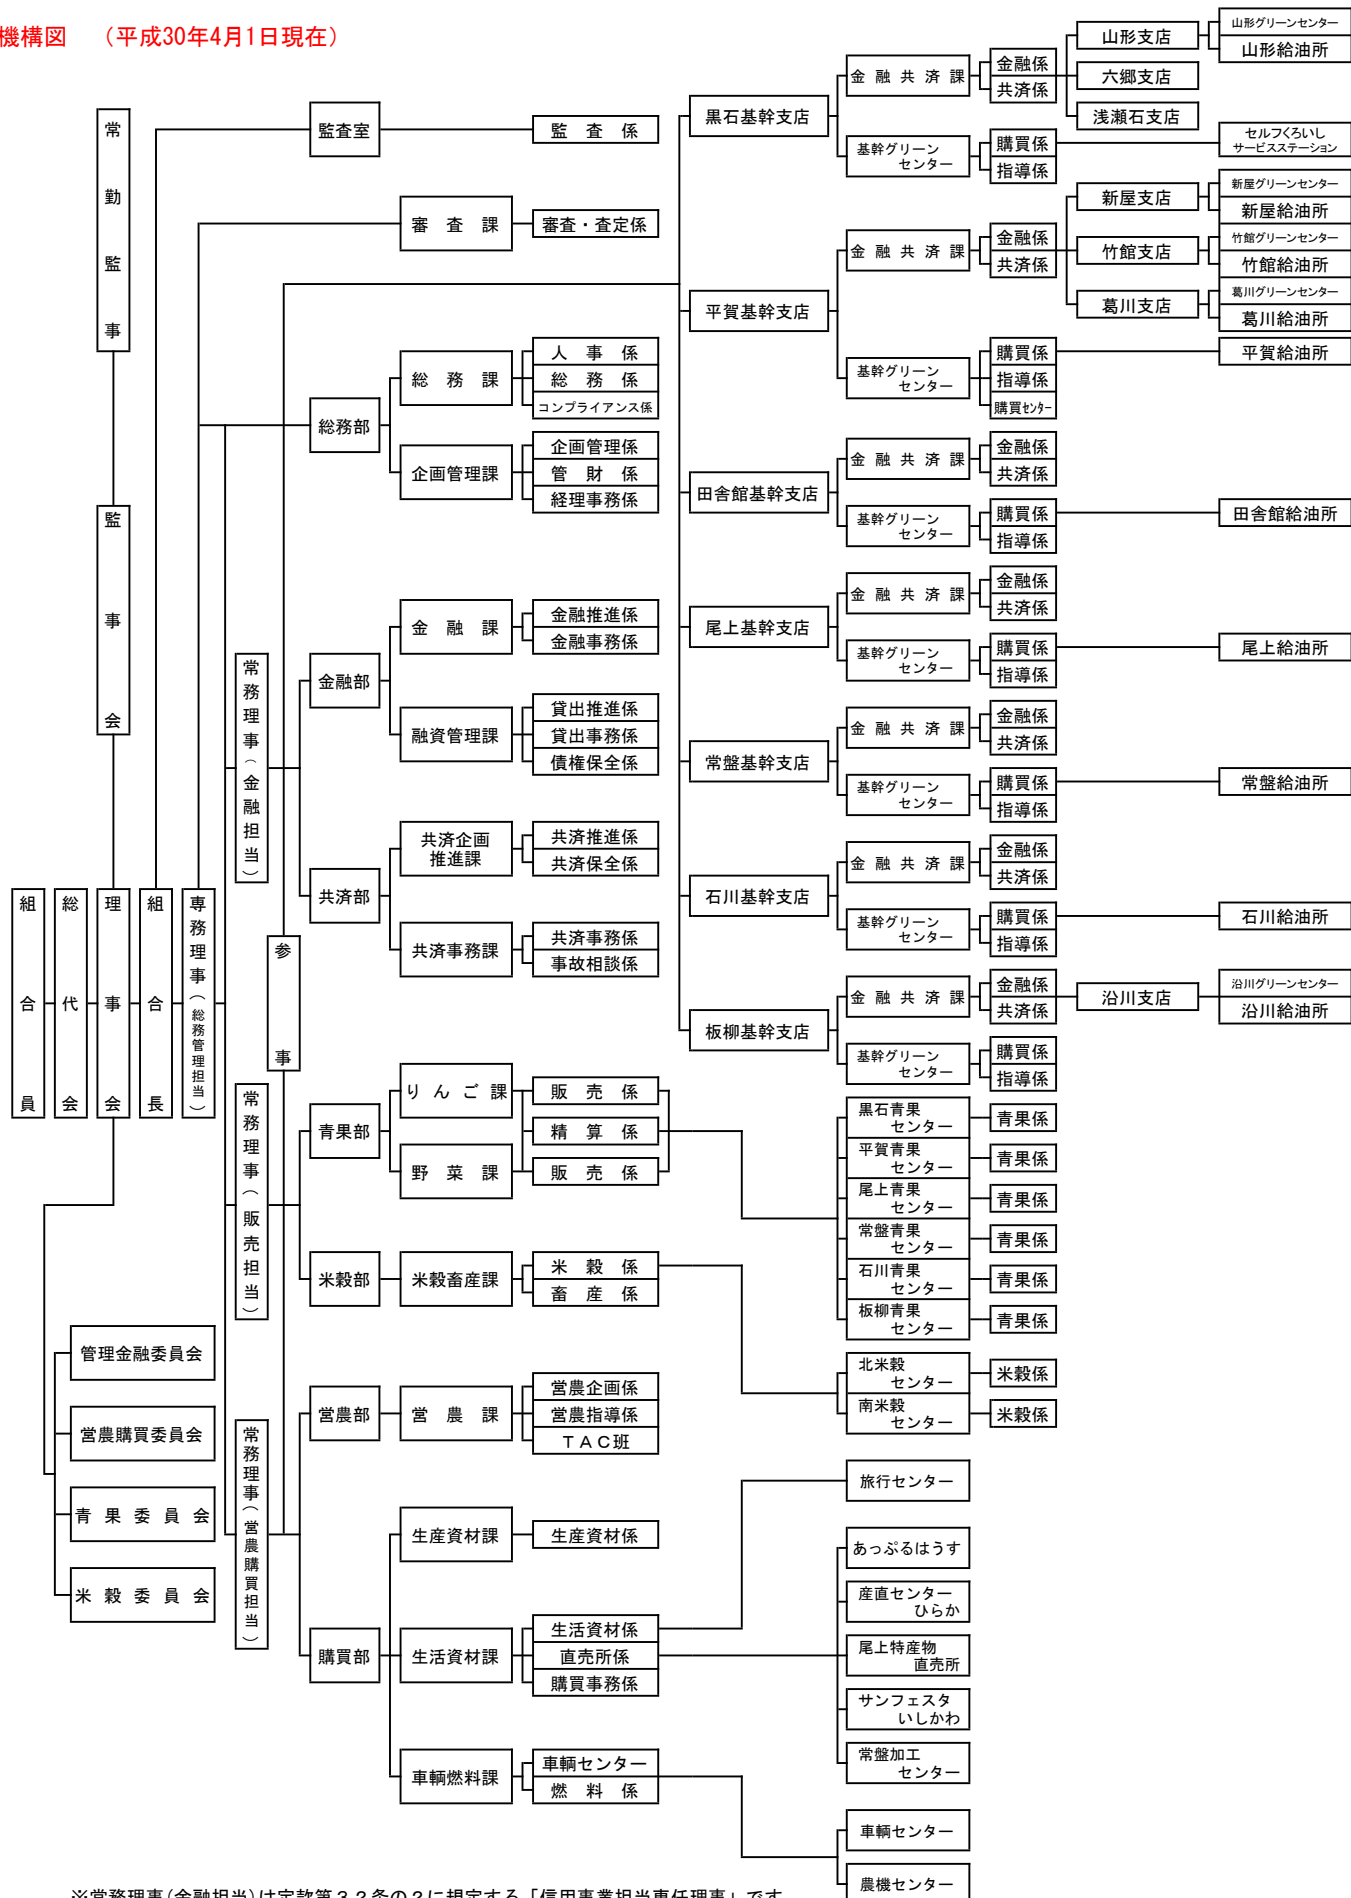 機構図　（平成30年4月1日現在）
組合員
総代会
理事会
組合長
専務理事（総務管理担当）
常勤監事
監事会
参事
常務理事（金融担当）
常務理事（販売担当）
常務理事（営農購買担当）
管理金融委員会
営農購買委員会
青果委員会
米穀委員会
監査室
監査係
審査課
審査・査定係
総務部
総務課
人事係
総務係
コンプライアンス係
企画管理課
企画管理係
管財係
経理事務係
金融部
金融課
金融推進係
金融事務係
融資管理課
貸出推進係
貸出事務係
債権保全係
共済部
共済企画
推進課
共済推進係
共済保全係
共済事務課
共済事務係
事故相談係
青果部
りんご課
販売係
精算係
野菜課
販売係
米穀部
米穀畜産課
米穀係
畜産係
営農部
営農課
営農企画係
営農指導係
ＴＡＣ班
購買部
生産資材課
生産資材係
生活資材課
生活資材係
直売所係
購買事務係
車輌燃料課
車輌センター
燃料係
黒石基幹支店
金融共済課
金融係
共済係
山形支店
山形グリーンセンター
山形給油所
六郷支店
浅瀬石支店
基幹グリーン
センター
購買係
指導係
セルフくろいし
サービスステーション
平賀基幹支店
金融共済課
金融係
共済係
新屋支店
新屋グリーンセンター
新屋給油所
竹館支店
竹館グリーンセンター
竹館給油所
葛川支店
葛川グリーンセンター
葛川給油所
基幹グリーン
センター
購買係
指導係
購買センター
平賀給油所
田舎館基幹支店
金融共済課
金融係
共済係
基幹グリーン
センター
購買係
指導係
田舎館給油所
尾上基幹支店
金融共済課
金融係
共済係
基幹グリーン
センター
購買係
指導係
尾上給油所
常盤基幹支店
金融共済課
金融係
共済係
基幹グリーン
センター
購買係
指導係
常盤給油所
石川基幹支店
金融共済課
金融係
共済係
基幹グリーン
センター
購買係
指導係
石川給油所
板柳基幹支店
金融共済課
金融係
共済係
沿川支店
沿川グリーンセンター
沿川給油所
基幹グリーン
センター
購買係
指導係
黒石青果
センター
青果係
平賀青果
センター
青果係
尾上青果
センター
青果係
常盤青果
センター
青果係
石川青果
センター
青果係
板柳青果
センター
青果係
北米穀
センター
米穀係
南米穀
センター
米穀係
旅行センター
あっぷるはうす
産直センター
ひらか
尾上特産物
直売所
サンフェスタ
いしかわ
常盤加工
センター
車輌センター
農機センター
※常務理事(金融担当)は定款第３２条の２に規定する「信用事業担当専任理事」です